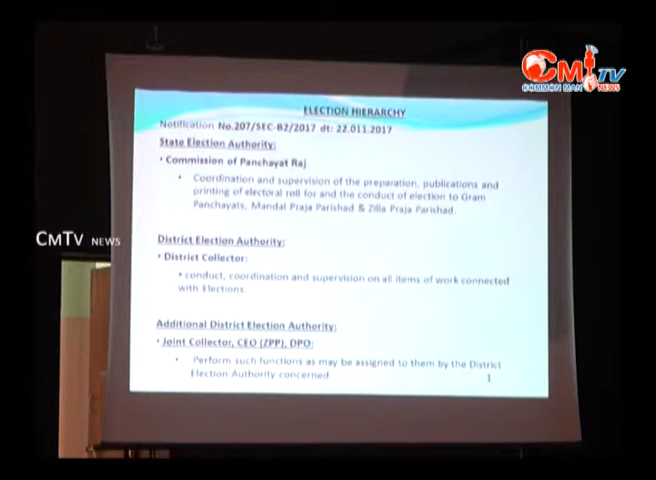 CMTV
COMMON MAN NEWS
ELECTION HIERARCHY
Notification No.207/SEC-B2/2017 dt: 22.011.2017
State Election Authority:
• Commission of Panchayat Raj
• Coordination and supervision of the preparation, publications and
printing of electoral roll for and the conduct of election to Gram
Panchayats, Mandal Praja Parishad & Zilla Praja Parishad.
CMTV NEWS
District Election Authority:
• District Collector:
• conduct, coordination and supervision on all items of work connected
with Elections.
Additional District Election Authority:
• Joint Collector, CEO (ZPP), DPO:
• Perform such functions as may be assigned to them by the District
Election Authority concerned
1